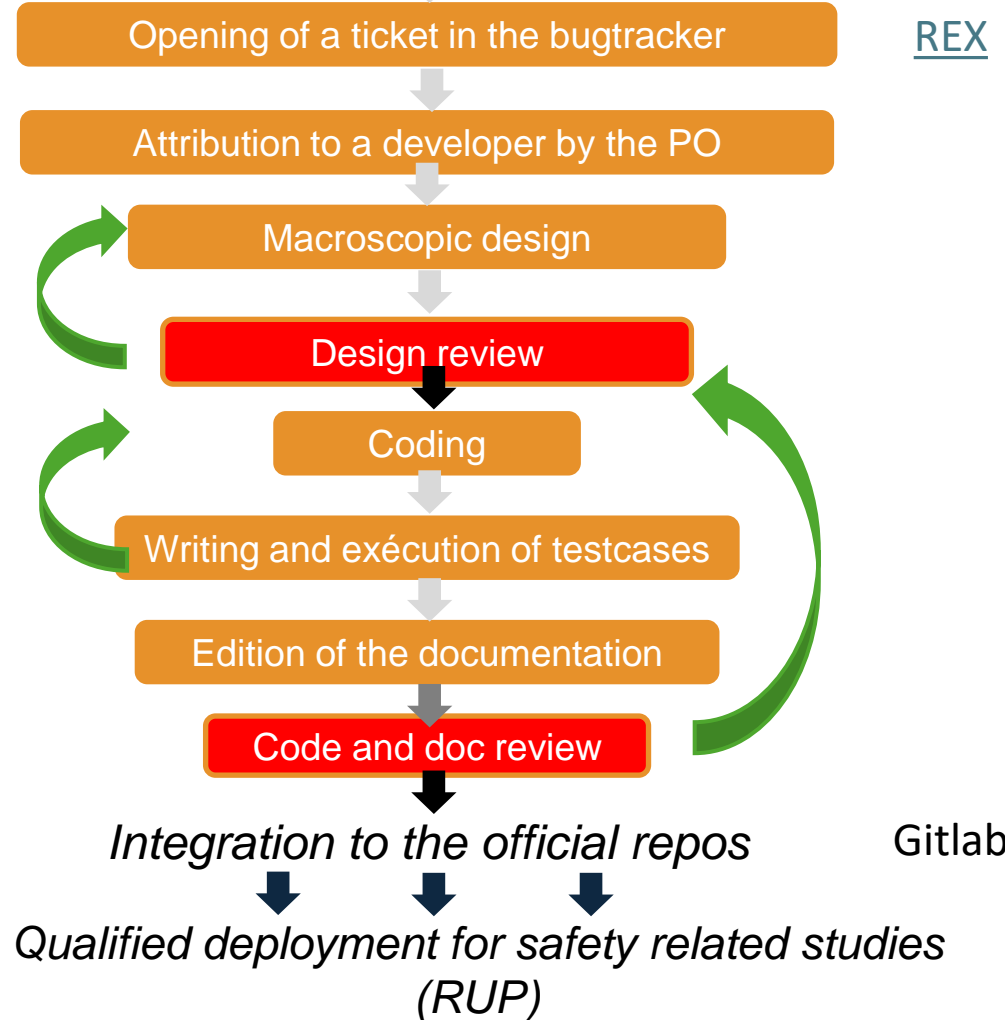 Opening of a ticket in the bugtracker
REX
Attribution to a developer by the PO
Macroscopic design
Design review
Coding
Writing and exécution of testcases
Edition of the documentation
Code and doc review
Integration to the official repos
Gitlab
Qualified deployment for safety related studies
(RUP)